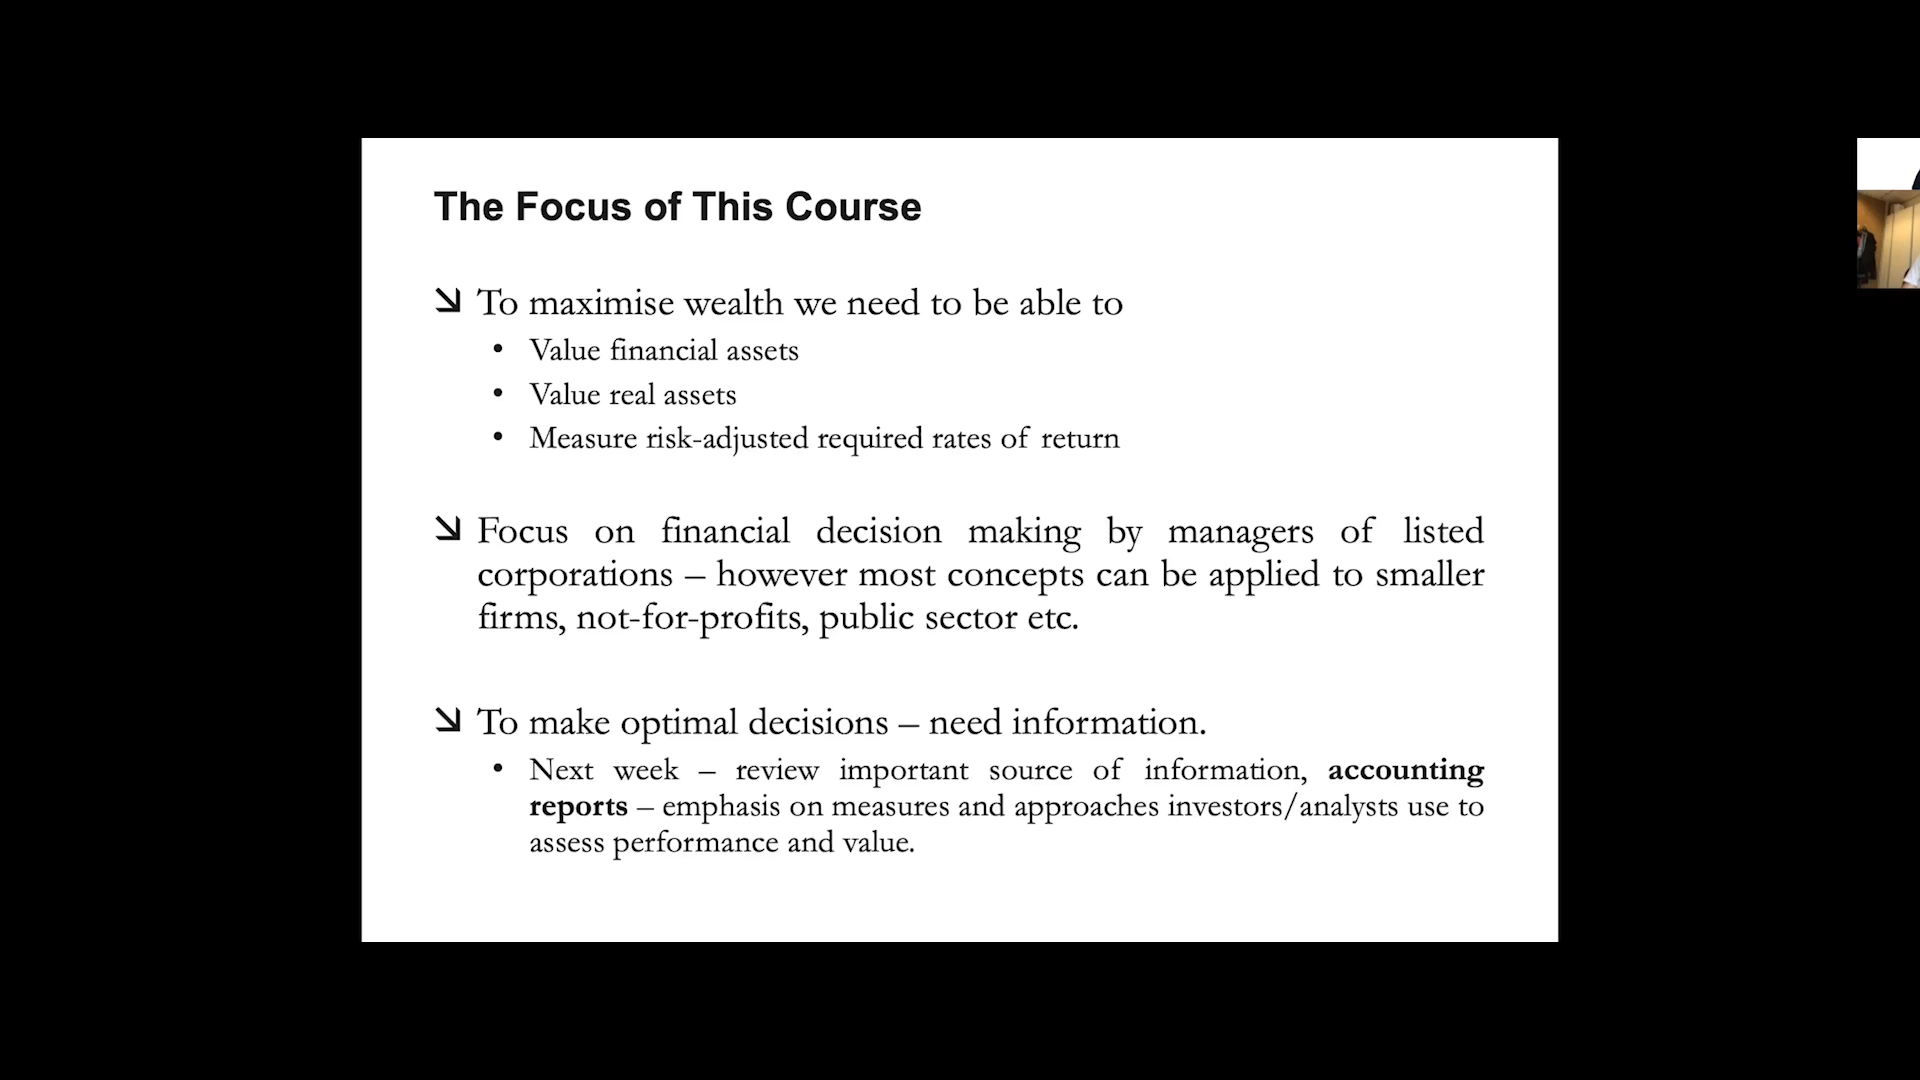 The Focus of This Course
To maximise wealth we need to be able to
• Value financial assets
• Value real assets
• Measure risk-adjusted required rates of return
Focus on financial decision making by managers of listed
corporations – however most concepts can be applied to smaller
firms, not-for-profits, public sector etc.
To make optimal decisions – need information.
• Next week – review important source of information, accounting
reports – emphasis on measures and approaches investors/analysts use to
assess performance and value.